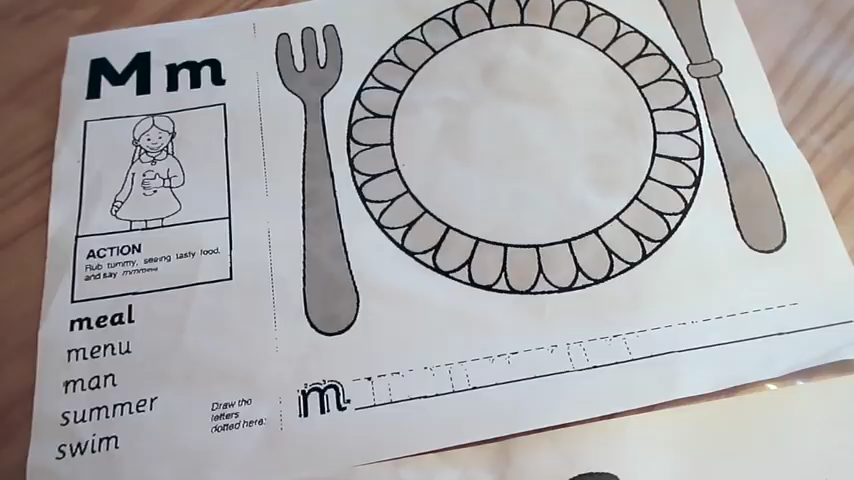 M m
ACTION
Rub tummy, seeing tasty food,
and say mmmmm
meal
menu
man
summer
swim
Draw the
letters
dotted here:
m